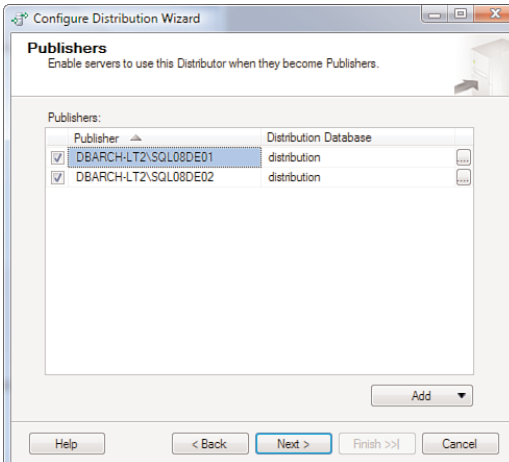 Configure Distribution Wizard
Publishers
Enable servers to use this Distributor when they become Publishers.
Publishers:
Publisher Distribution Database
DBARCH-LT2\SQL08DE01 distribution ...
DBARCH-LT2\SQL08DE02 distribution ...
Add
Help < Back Next > Finish >>| Cancel